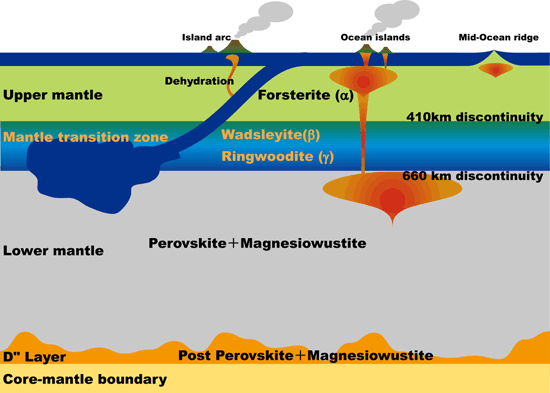 Island arc
Ocean islands
Mid-Ocean ridge
Dehydration
Upper mantle
Forsterite (α)
410km discontinuity
Mantle transition zone
Wadsleyite(β)
Ringwoodite (γ)
660 km discontinuity
Perovskite＋Magnesiowustite
Lower mantle
D" Layer
Post Perovskite＋Magnesiowustite
Core-mantle boundary